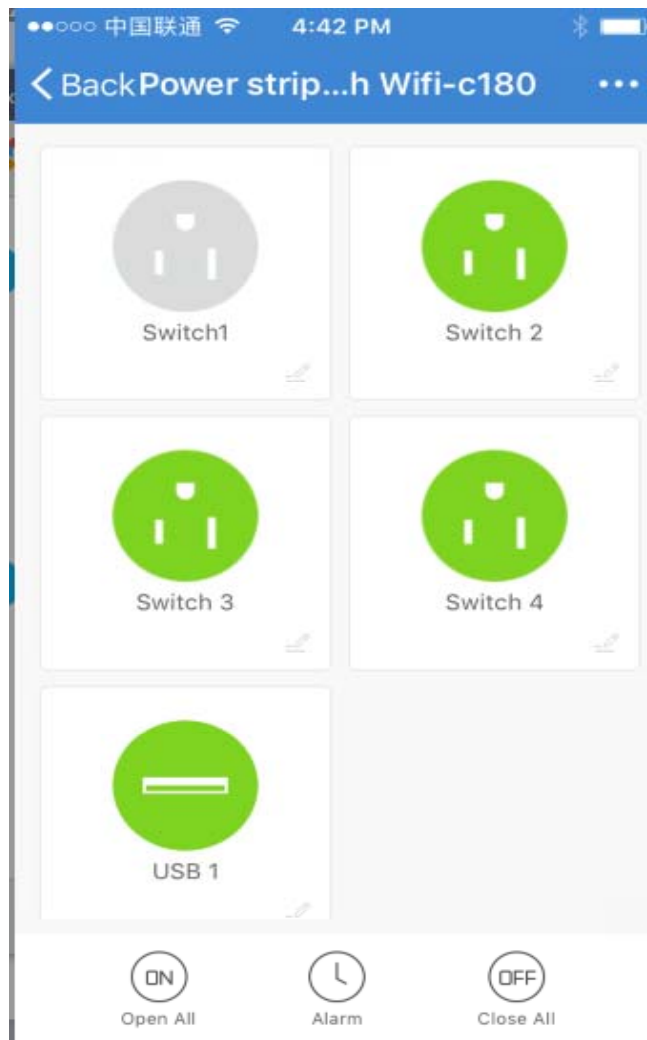 中国联通 4:42 PM
Back Power strip...h Wifi-c180
Switch1
Switch 2
Switch 3
Switch 4
USB 1
ON
OFF
Open All
Alarm
Close All